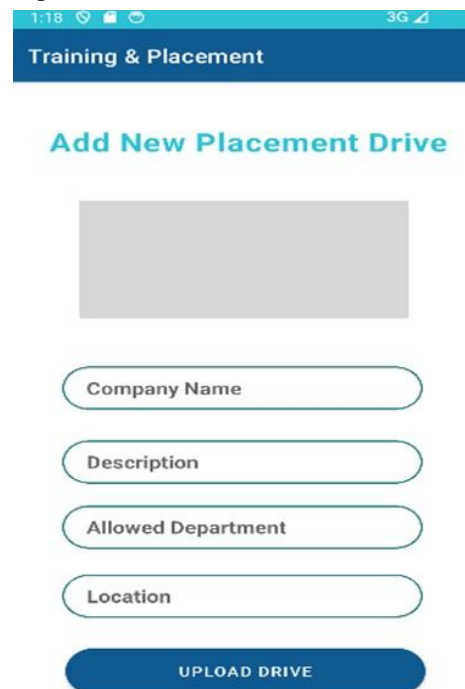 1:18 3G
Training & Placement
Add New Placement Drive
Company Name
Description
Allowed Department
Location
UPLOAD DRIVE